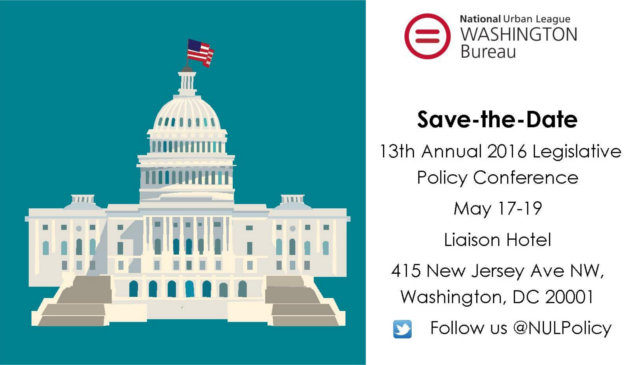 National Urban League
WASHINGTON
Bureau
Save-the-Date
13th Annual 2016 Legislative
Policy Conference
May 17-19
Liaison Hotel
415 New Jersey Ave NW,
Washington, DC 20001
Follow us @NULPolicy